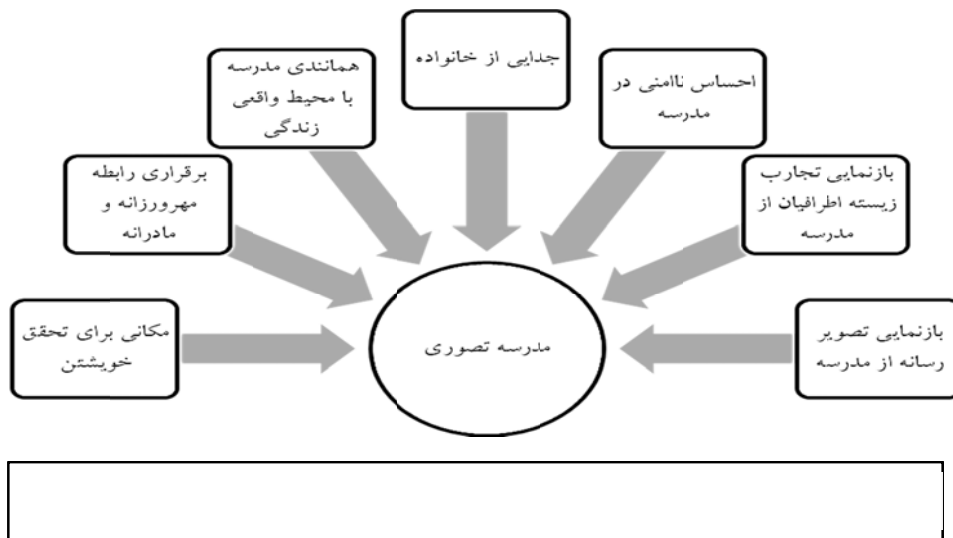 جدایی از خانواده
احساس ناامنی در
مدرسه
همانندی مدرسه
با محیط واقعی
زندگی
بازنمایی تجارب
زیسته اطرافیان از
مدرسه
برقراری رابطه
مهرورزانه و
مادرانه
بازنمایی تصویر
رسانه از مدرسه
مکانی برای تحقق
خویشتن
مدرسه تصوری